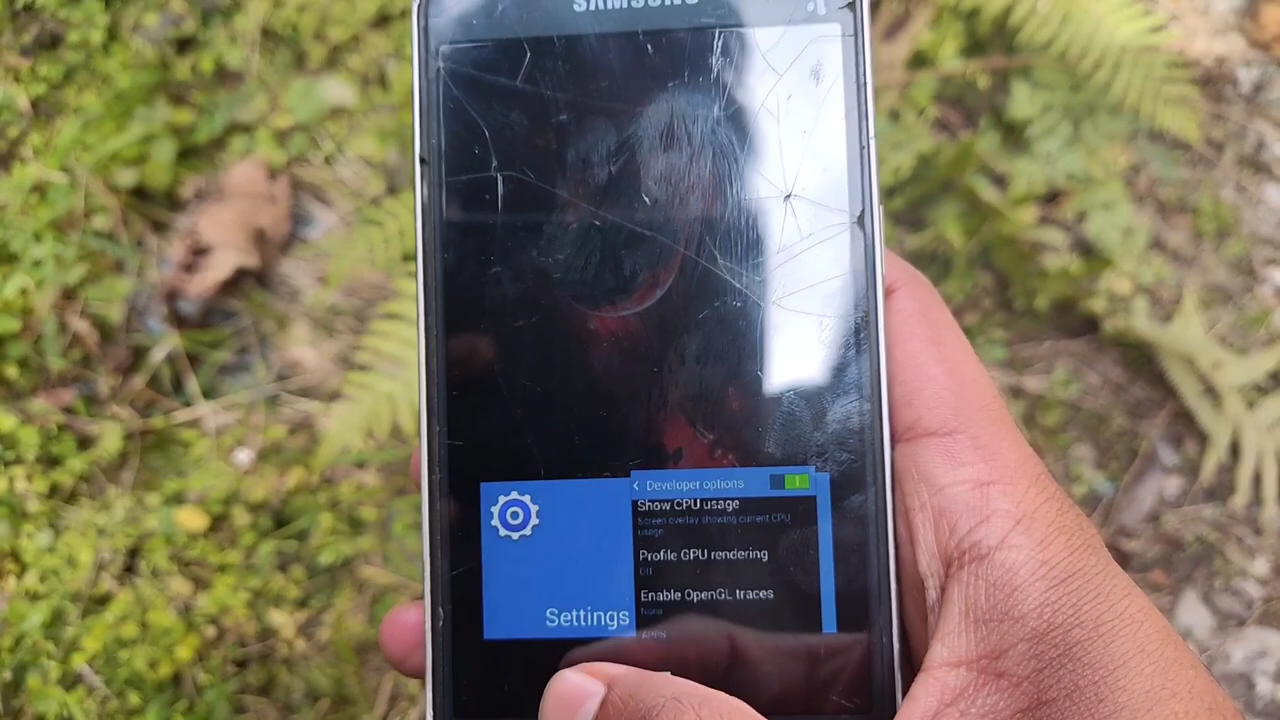 SAMSUNG
Developer options
Show CPU usage
Screen overlay showing current CPU
usage
Profile GPU rendering
Off
Enable OpenGL traces
None
Settings
APPS